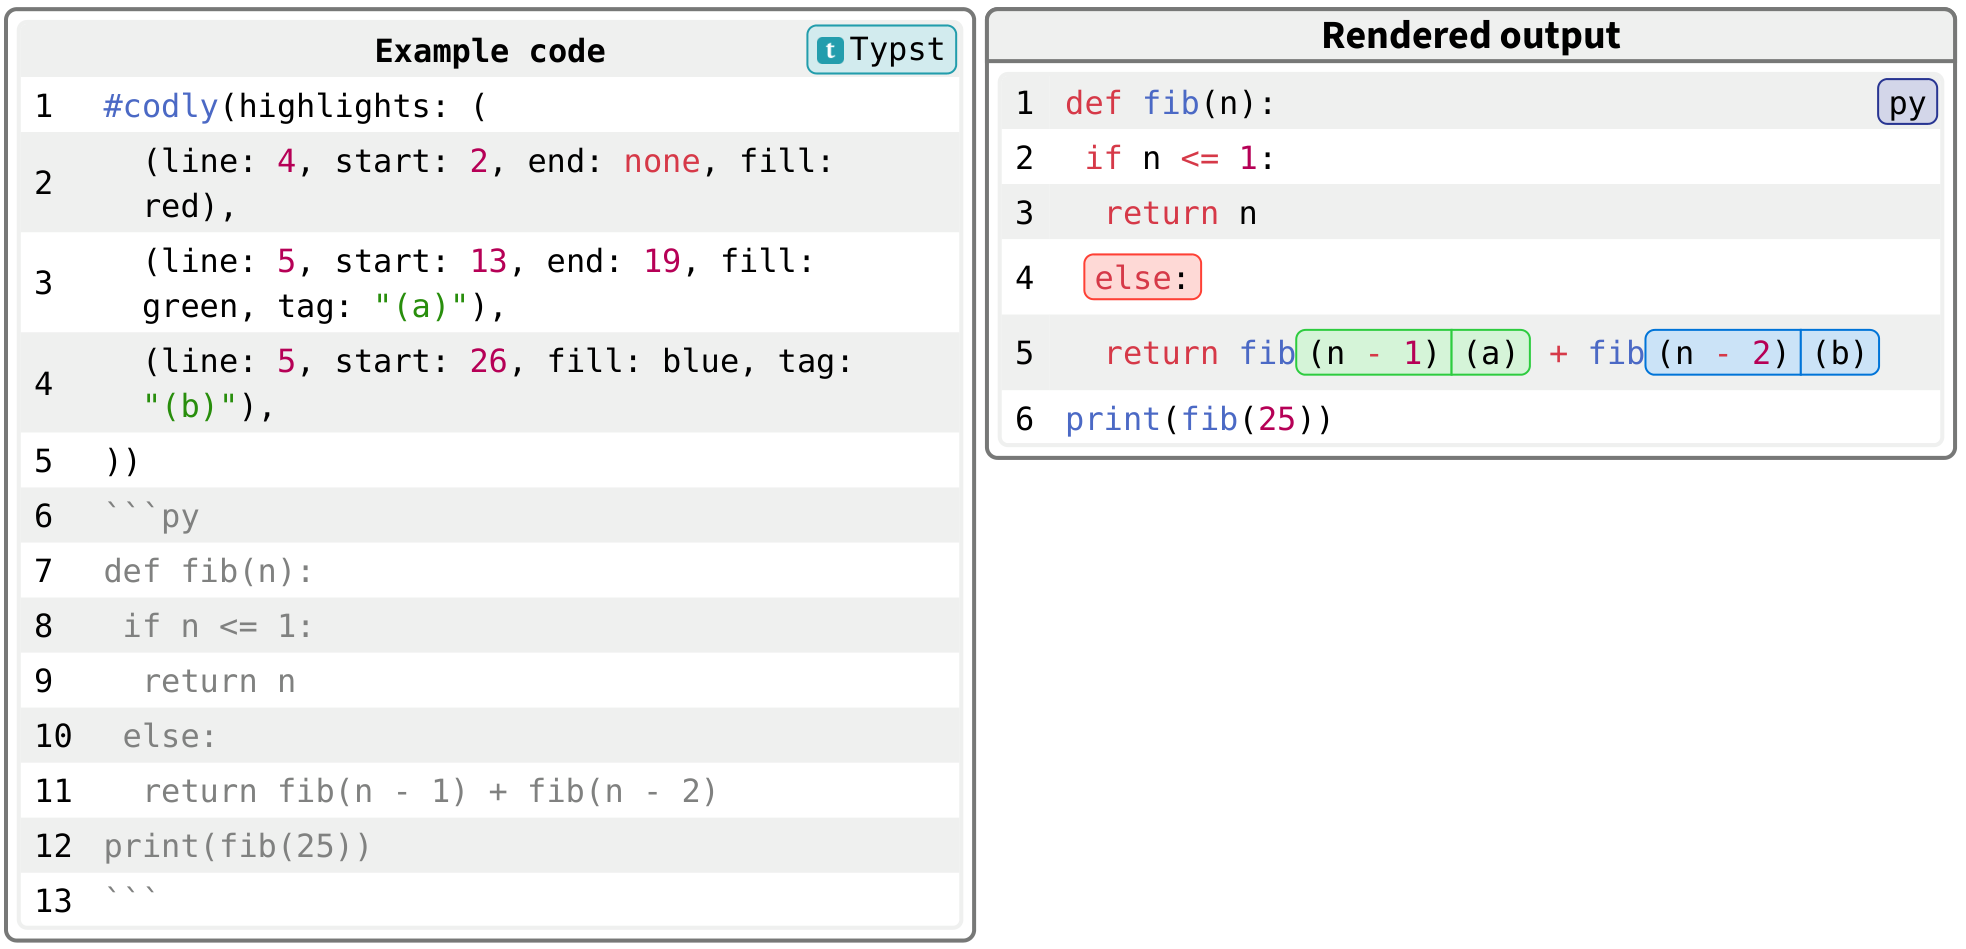 Example code
t Typst
1 #codly(highlights: (
2 (line: 4, start: 2, end: none, fill:
red),
3 (line: 5, start: 13, end: 19, fill:
green, tag: "(a)"),
4 (line: 5, start: 26, fill: blue, tag:
"(b)"),
5 ))
6 ```py
7 def fib(n):
8  if n <= 1:
9   return n
10  else:
11   return fib(n - 1) + fib(n - 2)
12 print(fib(25))
13 ```
Rendered output
1 def fib(n): py
2  if n <= 1:
3   return n
4  else:
5   return fib(n - 1) (a) + fib(n - 2) (b)
6 print(fib(25))